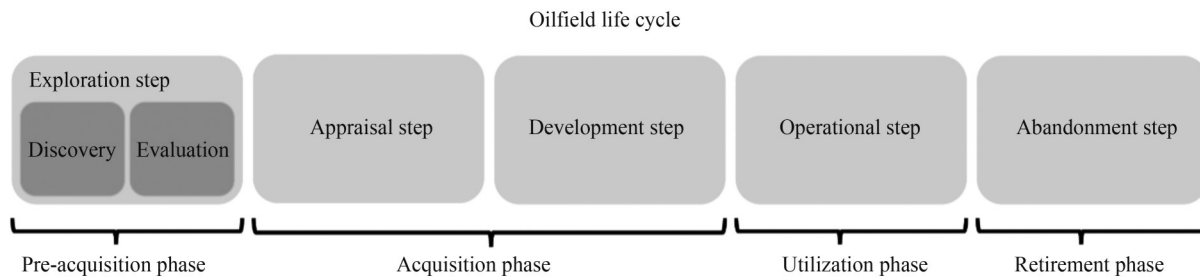 Oilfield life cycle
Exploration step
Discovery
Evaluation
Appraisal step
Development step
Operational step
Abandonment step
Pre-acquisition phase
Acquisition phase
Utilization phase
Retirement phase